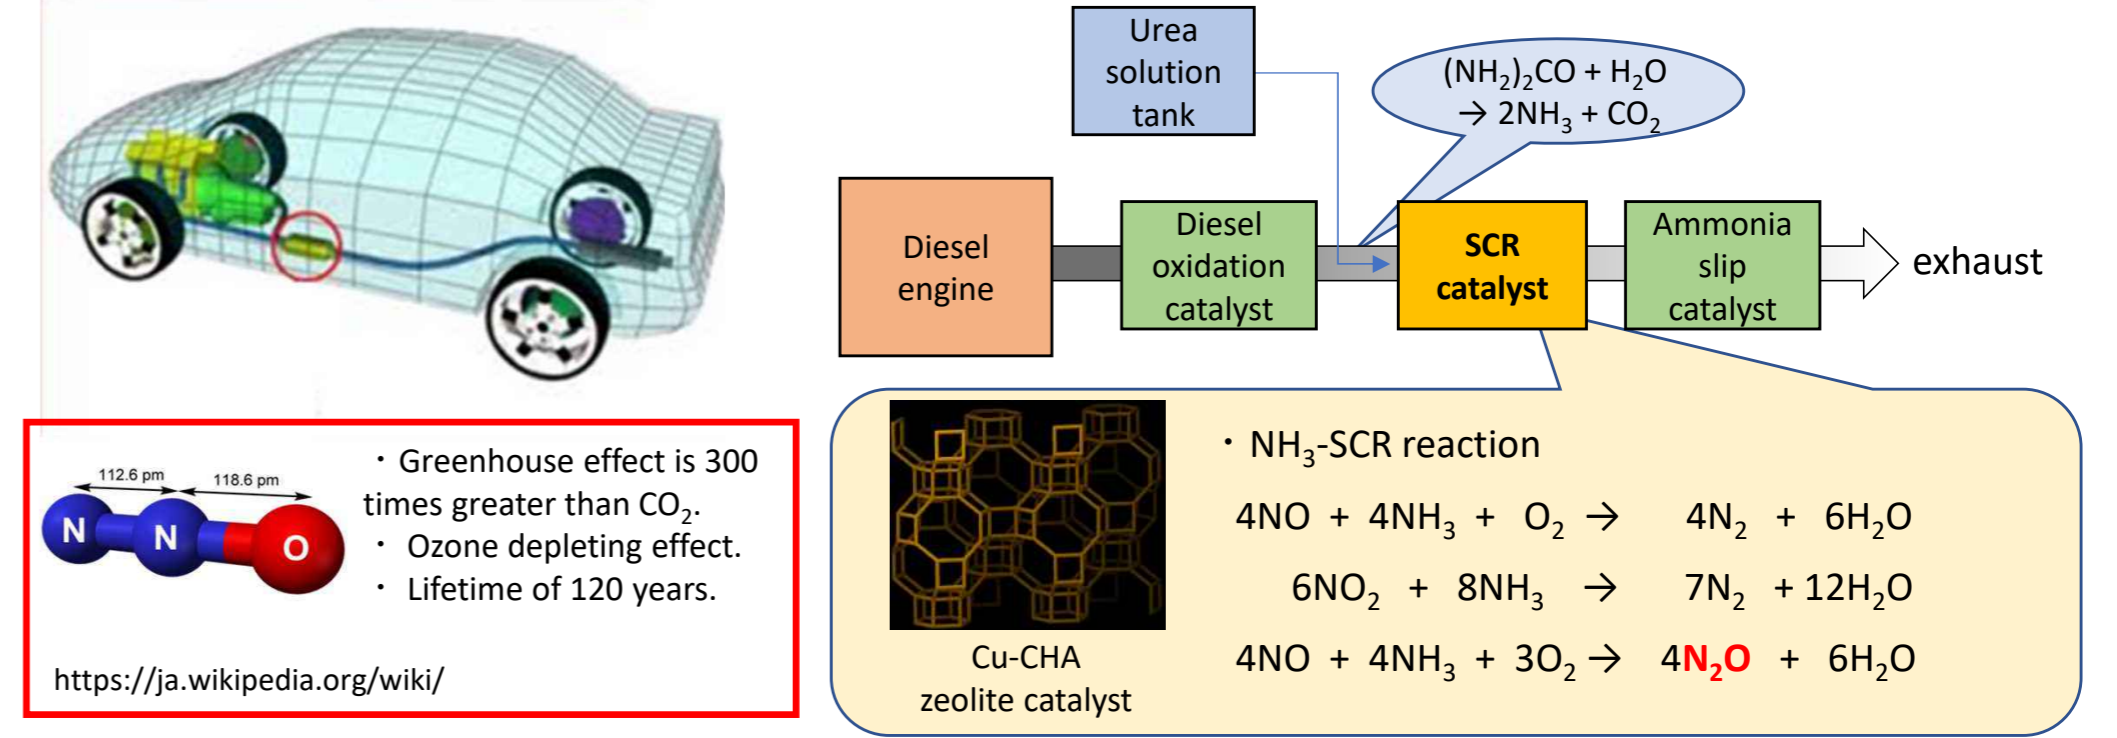 Urea
solution
tank
(NH₂)₂CO + H₂O
→ 2NH₃ + CO₂
Diesel
engine
Diesel
oxidation
catalyst
SCR
catalyst
Ammonia
slip
catalyst
exhaust
112.6 pm
118.6 pm
N
N
O
・Greenhouse effect is 300
times greater than CO₂.
・ Ozone depleting effect.
・ Lifetime of 120 years.
https://ja.wikipedia.org/wiki/
Cu-CHA
zeolite catalyst
・NH₃-SCR reaction
4NO + 4NH₃ + O₂ → 4N₂ + 6H₂O
6NO₂ + 8NH₃ → 7N₂ + 12H₂O
4NO + 4NH₃ + 3O₂ → 4N₂O + 6H₂O